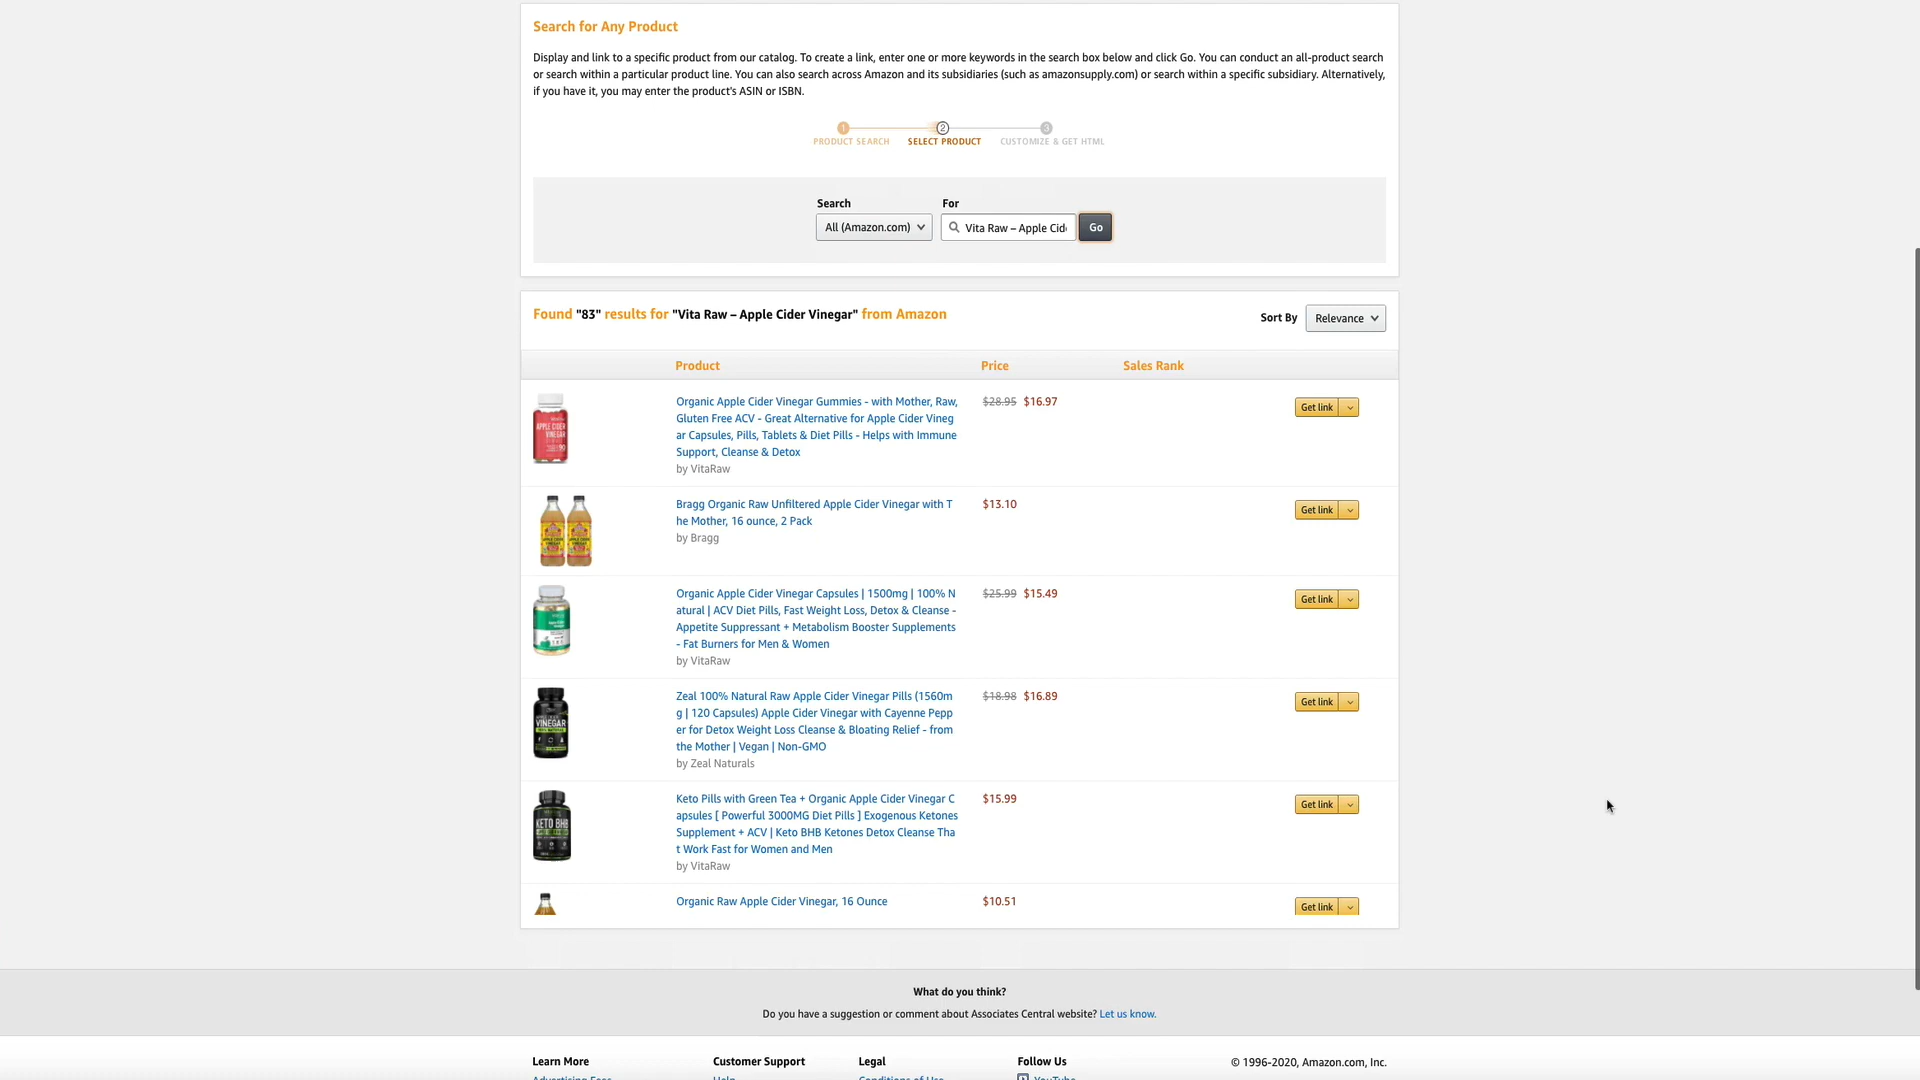 Search for Any Product
Display and link to a specific product from our catalog. To create a link, enter one or more keywords in the search box below and click Go. You can conduct an all-product search
or search within a particular product line. You can also search across Amazon and its subsidiaries (such as amazonsupply.com) or search within a specific subsidiary. Alternatively,
if you have it, you may enter the product's ASIN or ISBN.
1 2 3
PRODUCT SEARCH SELECT PRODUCT CUSTOMIZE & GET HTML
Search For
All (Amazon.com) Vita Raw – Apple Cid Go
Found "83" results for "Vita Raw – Apple Cider Vinegar" from Amazon
Sort By Relevance
Product Price Sales Rank
Organic Apple Cider Vinegar Gummies - with Mother, Raw, $28.95 $16.97 Get link
Gluten Free ACV - Great Alternative for Apple Cider Vineg
ar Capsules, Pills, Tablets & Diet Pills - Helps with Immune
Support, Cleanse & Detox
by VitaRaw
APPLE CIDER
VINEGAR
Bragg Organic Raw Unfiltered Apple Cider Vinegar with T $13.10 Get link
he Mother, 16 ounce, 2 Pack
by Bragg
Organic Apple Cider Vinegar Capsules | 1500mg | 100% N $25.99 $15.49 Get link
atural | ACV Diet Pills, Fast Weight Loss, Detox & Cleanse -
Appetite Suppressant + Metabolism Booster Supplements
- Fat Burners for Men & Women
by VitaRaw
Zeal 100% Natural Raw Apple Cider Vinegar Pills (1560m $18.98 $16.89 Get link
g | 120 Capsules) Apple Cider Vinegar with Cayenne Pepp
er for Detox Weight Loss Cleanse & Bloating Relief - from
the Mother | Vegan | Non-GMO
by Zeal Naturals
VINEGAR
Keto Pills with Green Tea + Organic Apple Cider Vinegar C $15.99 Get link
apsules [ Powerful 3000MG Diet Pills ] Exogenous Ketones
Supplement + ACV | Keto BHB Ketones Detox Cleanse Tha
t Work Fast for Women and Men
by VitaRaw
KETO BHB
Organic Raw Apple Cider Vinegar, 16 Ounce $10.51 Get link
What do you think?
Do you have a suggestion or comment about Associates Central website? Let us know.
Learn More Customer Support Legal Follow Us © 1996-2020, Amazon.com, Inc.
Advertising Fees Help Conditions of Use YouTube